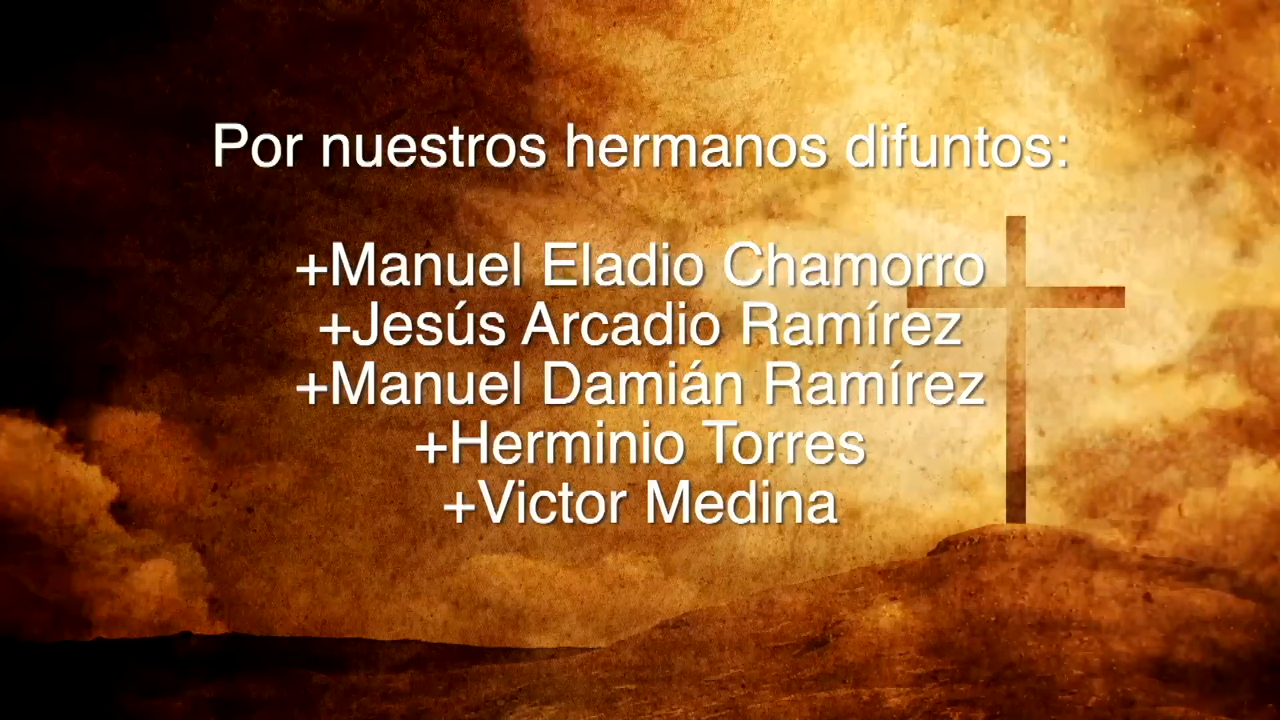 Por nuestros hermanos difuntos:
+Manuel Eladio Chamorro
+Jesús Arcadio Ramírez
+Manuel Damián Ramírez
+Herminio Torres
+Victor Medina